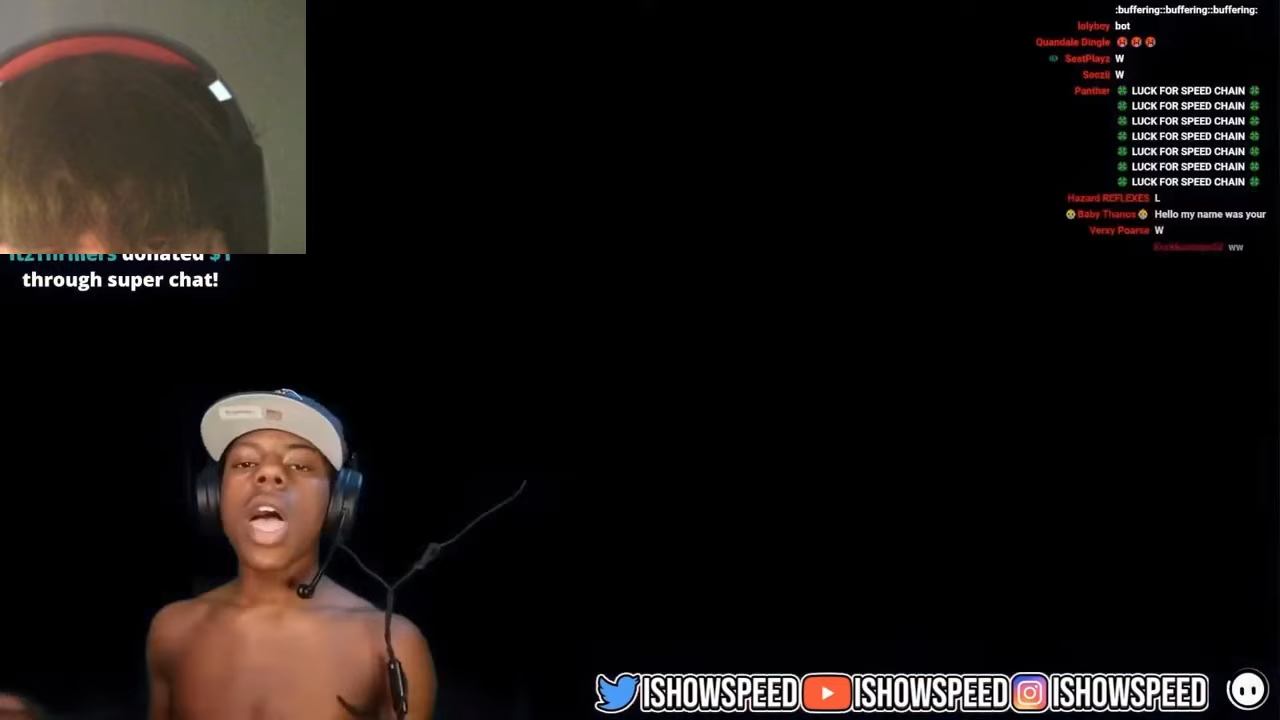 :buffering::buffering::buffering:
lolyboy bot
Quandale Dingle
SestPlayz W
Soczii W
Panther LUCK FOR SPEED CHAIN
LUCK FOR SPEED CHAIN
LUCK FOR SPEED CHAIN
LUCK FOR SPEED CHAIN
LUCK FOR SPEED CHAIN
LUCK FOR SPEED CHAIN
LUCK FOR SPEED CHAIN
Hazard REFLEXES L
Baby Thanos Hello my name was your
Verxy Poarse W
ww
donated $1
through super chat!
ISHOWSPEED ISHOWSPEED ISHOWSPEED